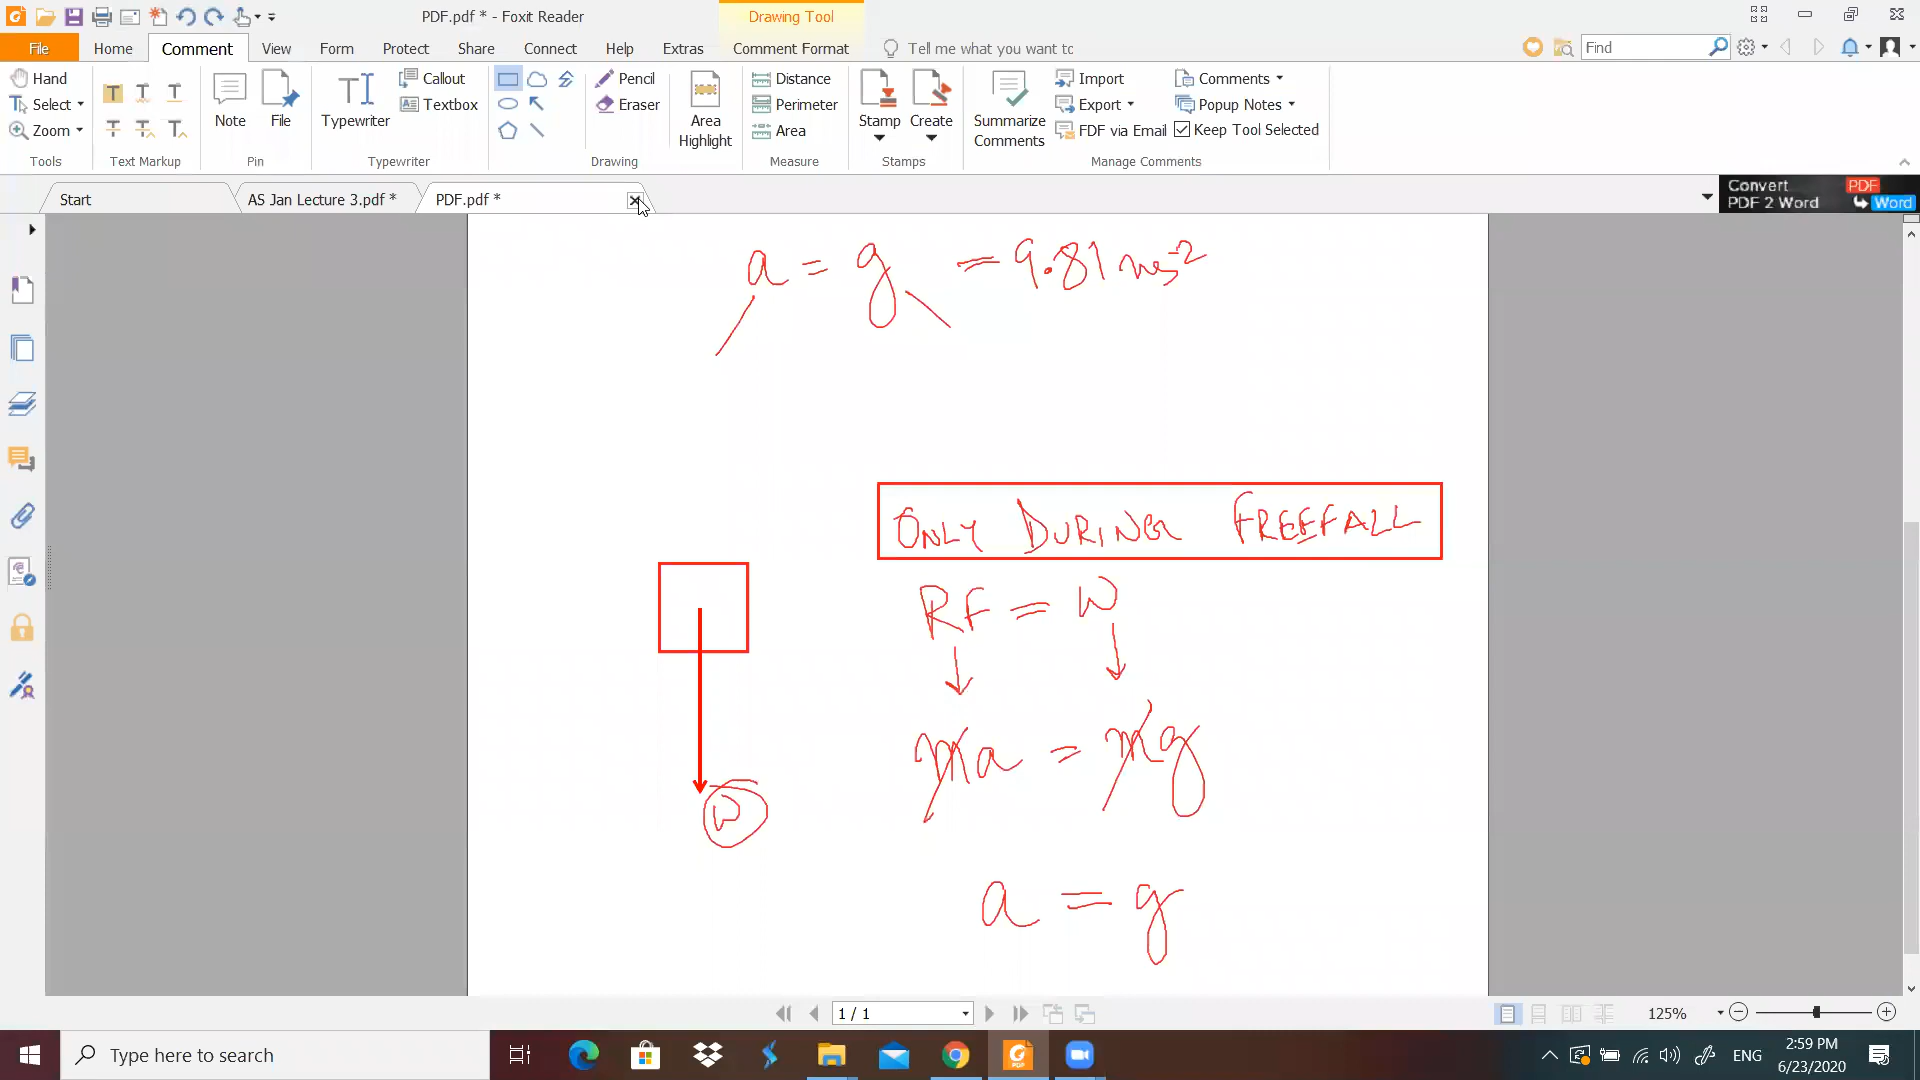 PDF.pdf * - Foxit Reader
Drawing Tool
File Home Comment View Form Protect Share Connect Help Extras Comment Format Tell me what you want to Find
Hand
Select
Zoom
Tools
Text Markup
Note
File
Pin
Typewriter
Callout
Textbox
Typewriter
Pencil
Eraser
Area Highlight
Drawing
Distance
Perimeter
Area
Measure
Stamp
Create
Stamps
Summarize Comments
Import
Export
FDF via Email
Comments
Popup Notes
Keep Tool Selected
Manage Comments
Start
AS Jan Lecture 3.pdf *
PDF.pdf *
Convert PDF
PDF 2 Word Word
a = g = 9.81 ms-2
ONLY DURING FREEFALL
RF = W
ma = mg
W
a = g
1 / 1
125%
Type here to search
ENG
2:59 PM
6/23/2020